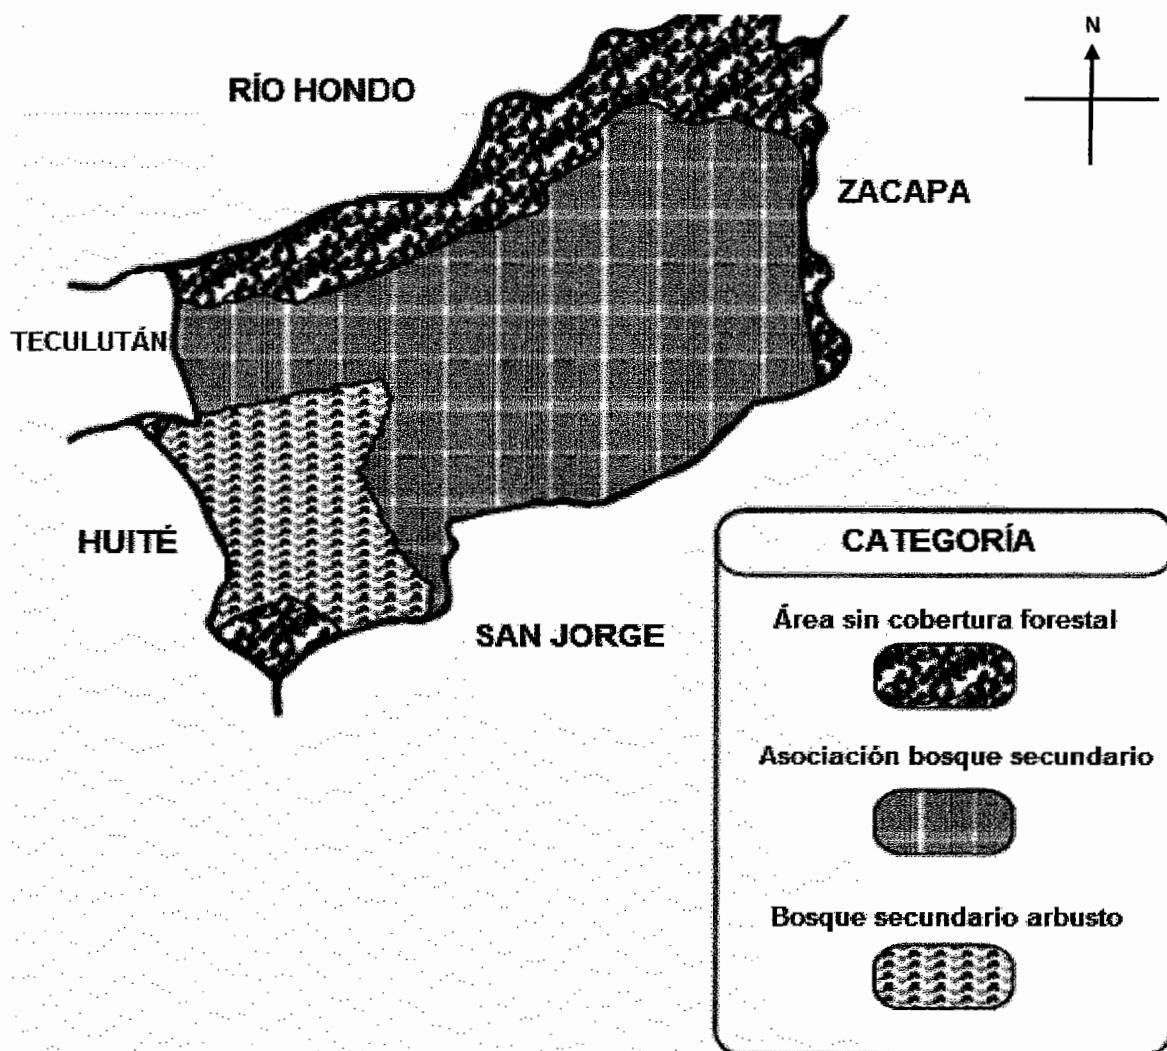 N
RÍO HONDO
ZACAPA
TECULUTÁN
HUITÉ
SAN JORGE
CATEGORÍA
Área sin cobertura forestal
Asociación bosque secundario
Bosque secundario arbusto